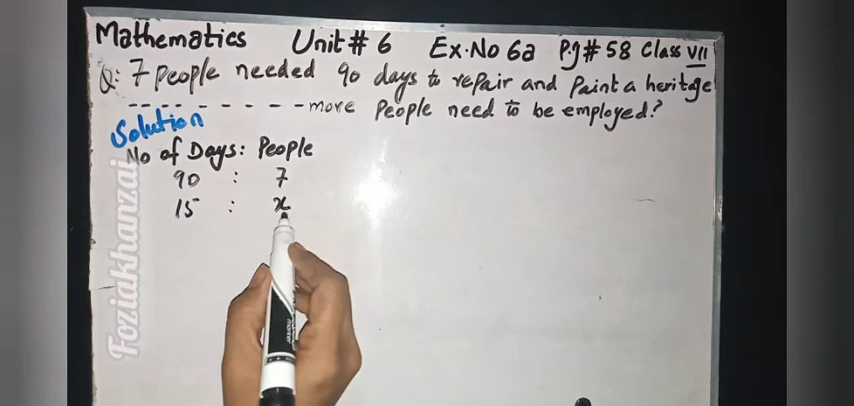 Mathematics Unit # 6 Ex.No 6a Pg # 58 Class VII
Q: 7 People needed 90 days to repair and Paint a heritage
--------- more People need to be employed?
Solution
No of Days: People
90 : 7
15 : x
Foziakhanzai